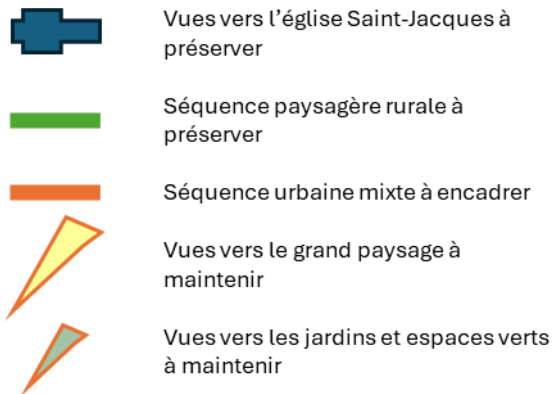 Vues vers l’église Saint-Jacques à
préserver
Séquence paysagère rurale à
préserver
Séquence urbaine mixte à encadrer
Vues vers le grand paysage à
maintenir
Vues vers les jardins et espaces verts
à maintenir